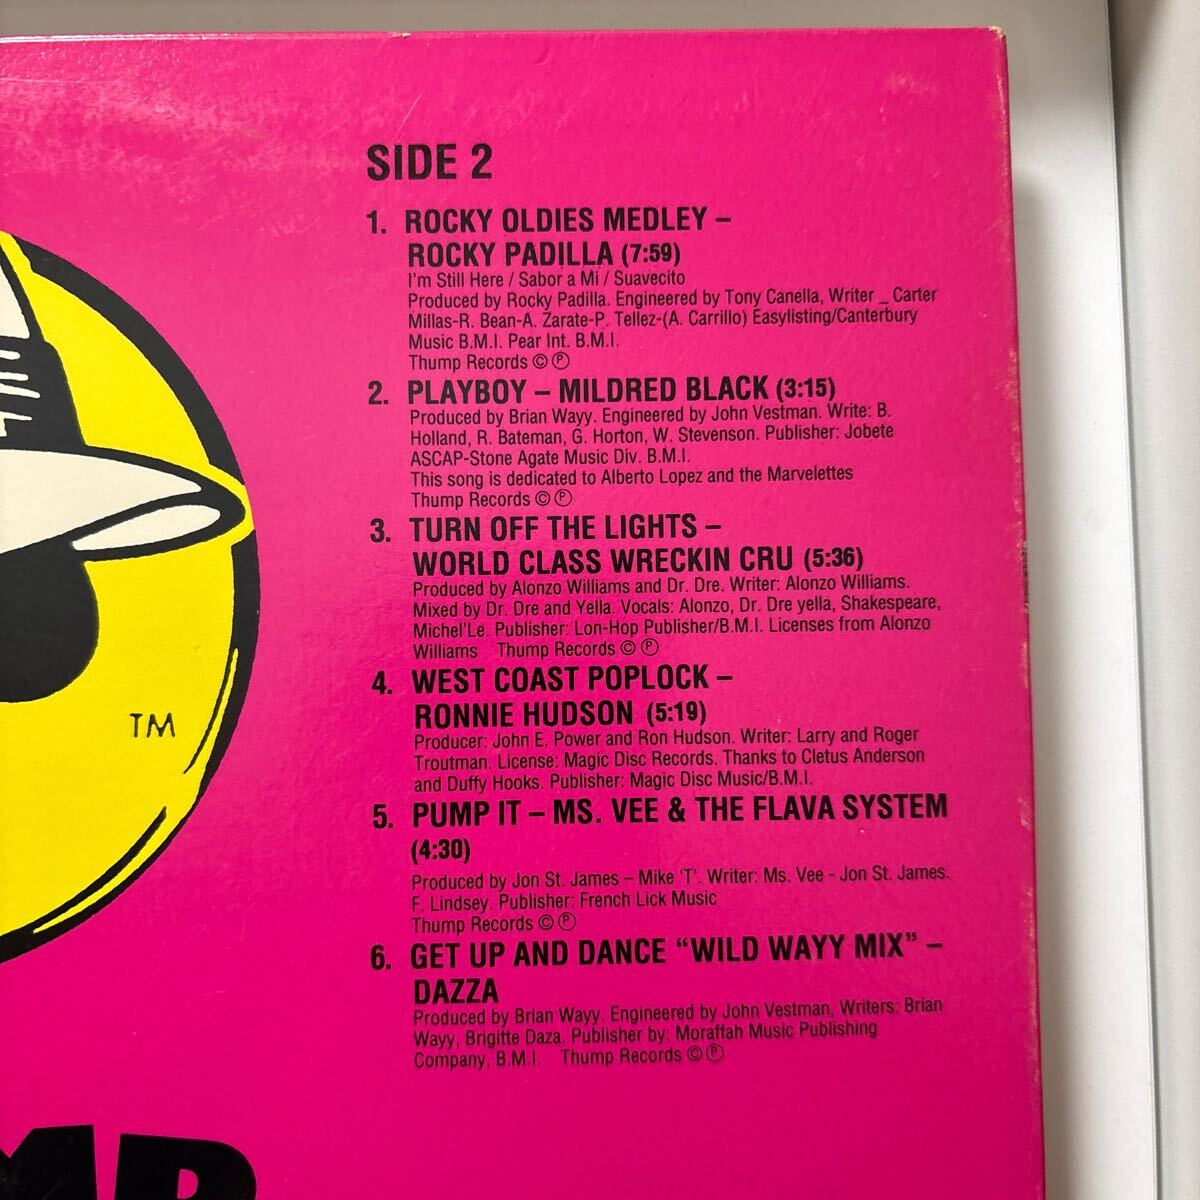 SIDE 2
1. ROCKY OLDIES MEDLEY –
ROCKY PADILLA (7:59)
I'm Still Here / Sabor a Mi / Suavecito
Produced by Rocky Padilla. Engineered by Tony Canella, Writer _ Carter
Millas-R. Bean-A. Zarate-P. Tellez-(A. Carrillo) Easylisting/Canterbury
Music B.M.I. Pear Int. B.M.I.
Thump Records © ℗
2. PLAYBOY – MILDRED BLACK (3:15)
Produced by Brian Wayy. Engineered by John Vestman. Write: B.
Holland, R. Bateman, G. Horton, W. Stevenson. Publisher: Jobete
ASCAP-Stone Agate Music Div. B.M.I.
This song is dedicated to Alberto Lopez and the Marvelettes
Thump Records © ℗
3. TURN OFF THE LIGHTS –
WORLD CLASS WRECKIN CRU (5:36)
Produced by Alonzo Williams and Dr. Dre. Writer: Alonzo Williams.
Mixed by Dr. Dre and Yella. Vocals: Alonzo, Dr. Dre yella, Shakespeare,
Michel'Le. Publisher: Lon-Hop Publisher/B.M.I. Licenses from Alonzo
Williams Thump Records © ℗
4. WEST COAST POPLOCK –
RONNIE HUDSON (5:19)
Producer: John E. Power and Ron Hudson. Writer: Larry and Roger
Troutman. License: Magic Disc Records. Thanks to Cletus Anderson
and Duffy Hooks. Publisher: Magic Disc Music/B.M.I.
5. PUMP IT – MS. VEE & THE FLAVA SYSTEM
(4:30)
Produced by Jon St. James – Mike 'T'. Writer: Ms. Vee - Jon St. James.
F. Lindsey. Publisher: French Lick Music
Thump Records © ℗
6. GET UP AND DANCE “WILD WAYY MIX” –
DAZZA
Produced by Brian Wayy. Engineered by John Vestman, Writers: Brian
Wayy, Brigitte Daza. Publisher by: Moraffah Music Publishing
Company, B.M.I. Thump Records © ℗
TM